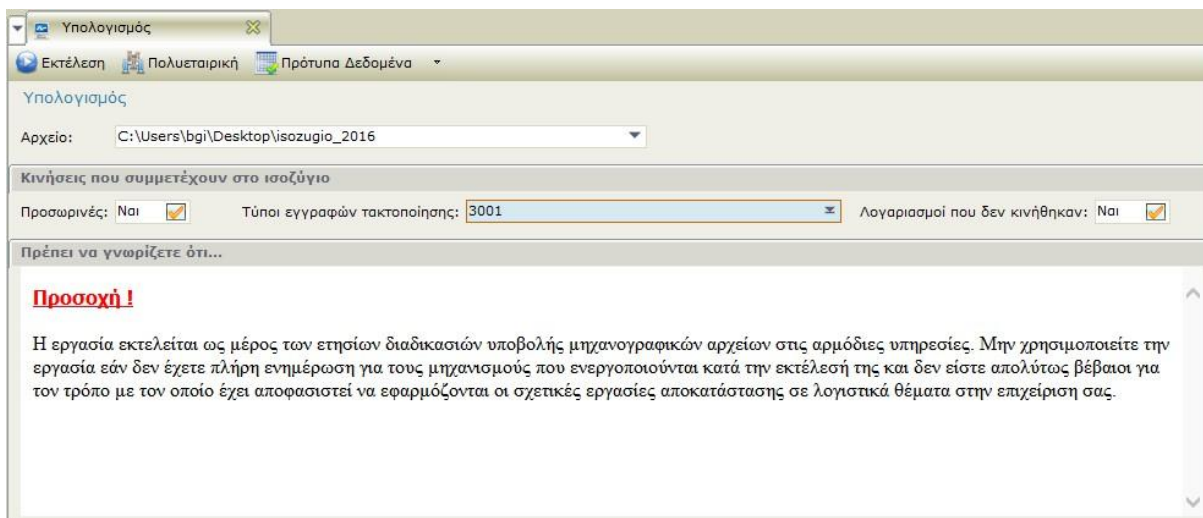 Υπολογισμός
Εκτέλεση Πολυεταιρική Πρότυπα Δεδομένα
Υπολογισμός
Αρχείο: C:\Users\bgi\Desktop\isozugio_2016
Κινήσεις που συμμετέχουν στο ισοζύγιο
Προσωρινές: Ναι Τύποι εγγραφών τακτοποίησης: 3001 Λογαριασμοί που δεν κινήθηκαν: Ναι
Πρέπει να γνωρίζετε ότι...
Προσοχή !
Η εργασία εκτελείται ως μέρος των ετησίων διαδικασιών υποβολής μηχανογραφικών αρχείων στις αρμόδιες υπηρεσίες. Μην χρησιμοποιείτε την
εργασία εάν δεν έχετε πλήρη ενημέρωση για τους μηχανισμούς που ενεργοποιούνται κατά την εκτέλεσή της και δεν είστε απολύτως βέβαιοι για
τον τρόπο με τον οποίο έχει αποφασιστεί να εφαρμόζονται οι σχετικές εργασίες αποκατάστασης σε λογιστικά θέματα στην επιχείριση σας.